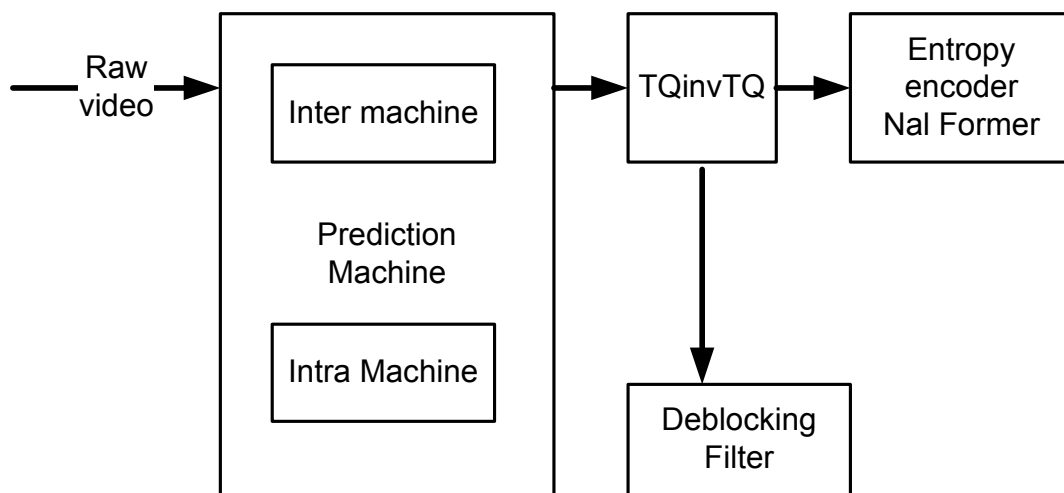 Raw
video
Inter machine
Prediction
Machine
Intra Machine
TQinvTQ
Entropy
encoder
Nal Former
Deblocking
Filter